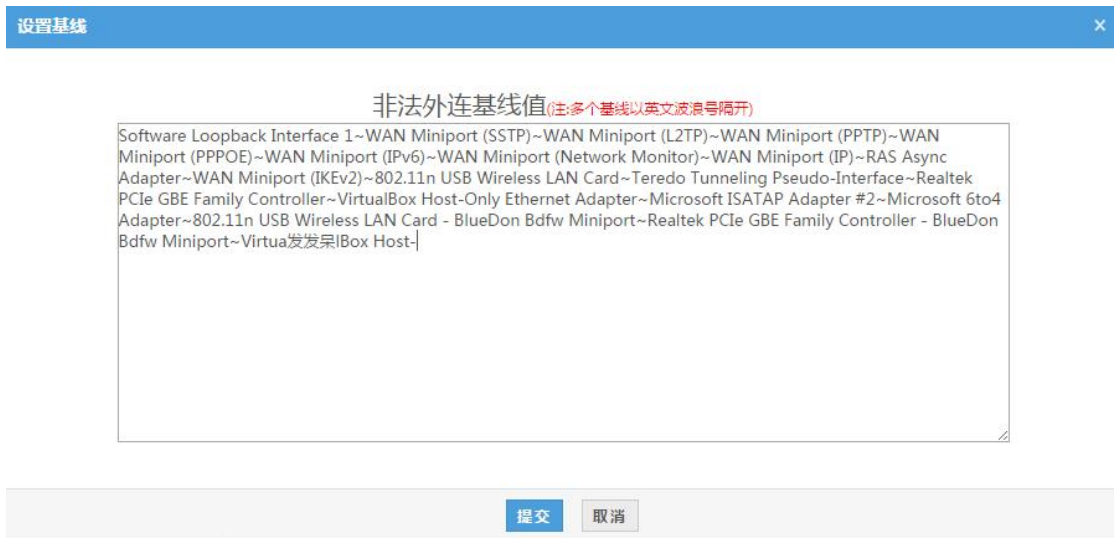 设置基线
×
非法外连基线值(注:多个基线以英文波浪号隔开)
Software Loopback Interface 1~WAN Miniport (SSTP)~WAN Miniport (L2TP)~WAN Miniport (PPTP)~WAN
Miniport (PPPOE)~WAN Miniport (IPv6)~WAN Miniport (Network Monitor)~WAN Miniport (IP)~RAS Async
Adapter~WAN Miniport (IKEv2)~802.11n USB Wireless LAN Card~Teredo Tunneling Pseudo-Interface~Realtek
PCIe GBE Family Controller~VirtualBox Host-Only Ethernet Adapter~Microsoft ISATAP Adapter #2~Microsoft 6to4
Adapter~802.11n USB Wireless LAN Card - BlueDon Bdfw Miniport~Realtek PCIe GBE Family Controller - BlueDon
Bdfw Miniport~Virtua发发呆lBox Host-
提交 取消